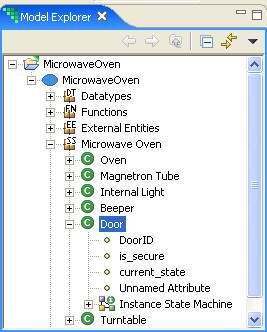 Model Explorer
MicrowaveOven
MicrowaveOven
DT Datatypes
FN Functions
EE External Entities
SS Microwave Oven
C Oven
C Magnetron Tube
C Internal Light
C Beeper
C Door
DoorID
is_secure
current_state
Unnamed Attribute
Instance State Machine
C Turntable